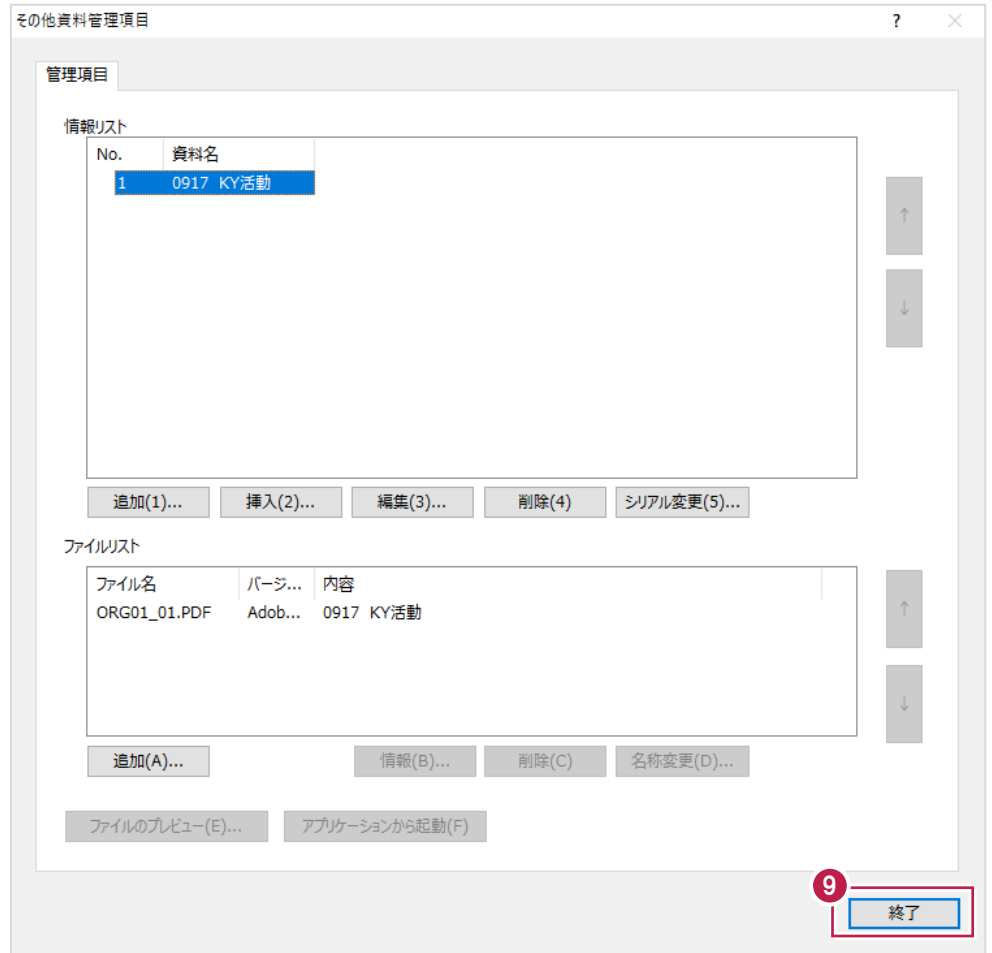 その他資料管理項目 ?
管理項目
情報リスト
No. 資料名
1 0917 KY活動
↑
↓
追加(1)... 挿入(2)... 編集(3)... 削除(4) シリアル変更(5)...
ファイルリスト
ファイル名 バージ... 内容
ORG01_01.PDF Adob... 0917 KY活動
↑
↓
追加(A)... 情報(B)... 削除(C) 名称変更(D)...
ファイルのプレビュー(E)... アプリケーションから起動(F)
9
終了